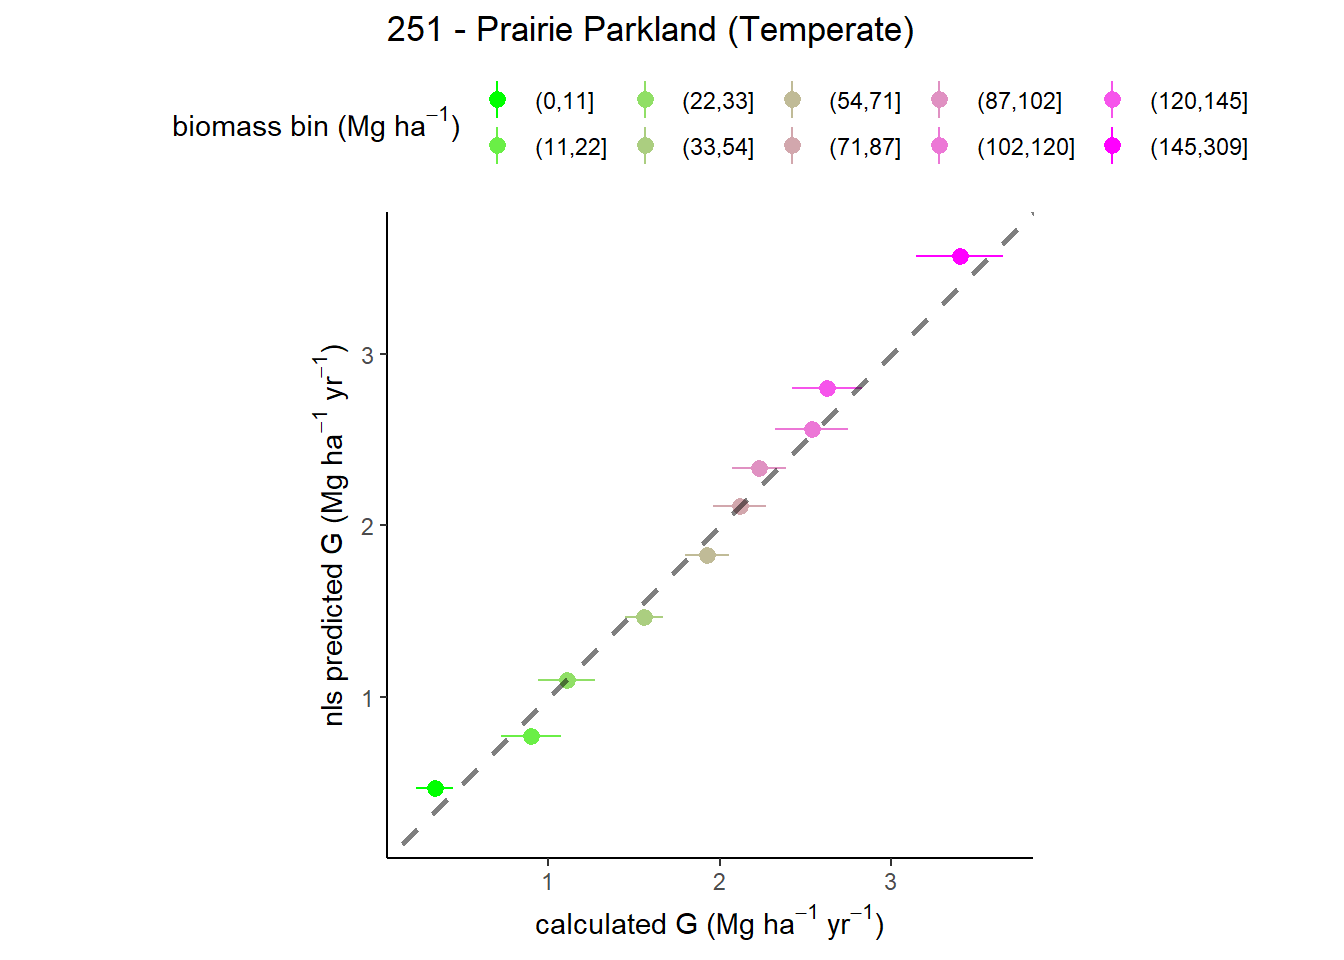 251 - Prairie Parkland (Temperate)
biomass bin (Mg ha⁻¹)
(0,11] (22,33] (54,71] (87,102] (120,145]
(11,22] (33,54] (71,87] (102,120] (145,309]
nls predicted G (Mg ha⁻¹ yr⁻¹)
3
2
1
1 2 3
calculated G (Mg ha⁻¹ yr⁻¹)